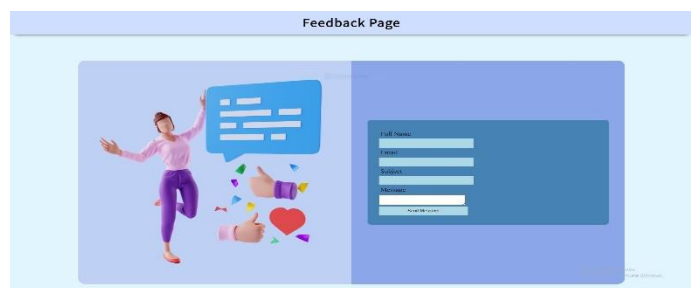 Feedback Page
Full Name
Email
Subject
Message
Send Message